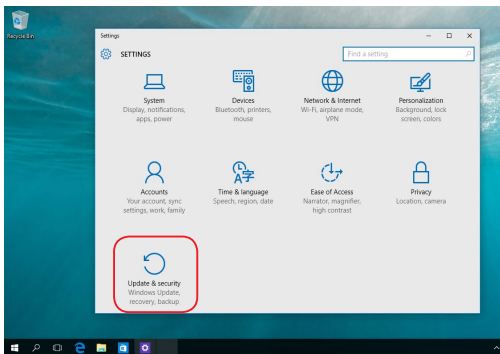 Recycle Bin
Settings
SETTINGS
Find a setting
System
Display, notifications,
apps, power
Devices
Bluetooth, printers,
mouse
Network & Internet
Wi-Fi, airplane mode,
VPN
Personalization
Background, lock
screen, colors
Accounts
Your account, sync
settings, work, family
Time & language
Speech, region, date
Ease of Access
Narrator, magnifier,
high contrast
Privacy
Location, camera
Update & security
Windows Update,
recovery, backup